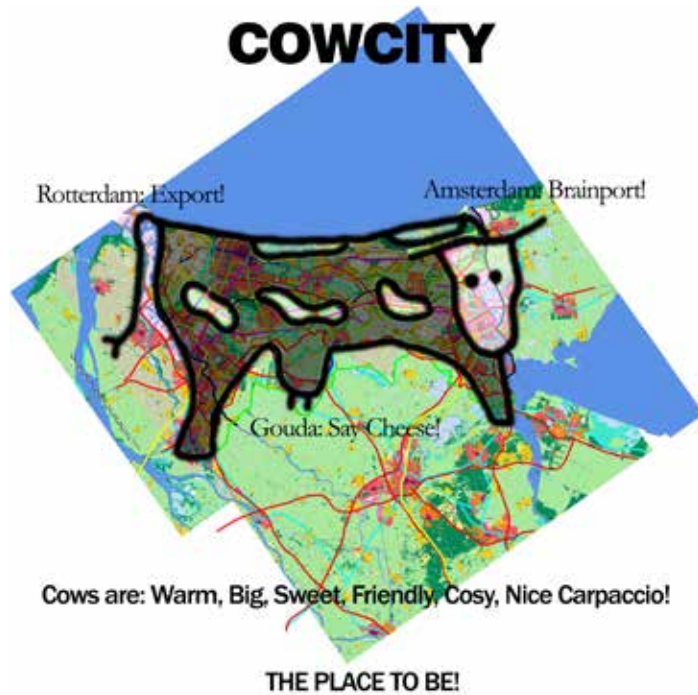 COWCITY
Rotterdam: Export!
Amsterdam: Brainport!
Gouda: Say Cheese!
Cows are: Warm, Big, Sweet, Friendly, Cosy, Nice Carpaccio!
THE PLACE TO BE!